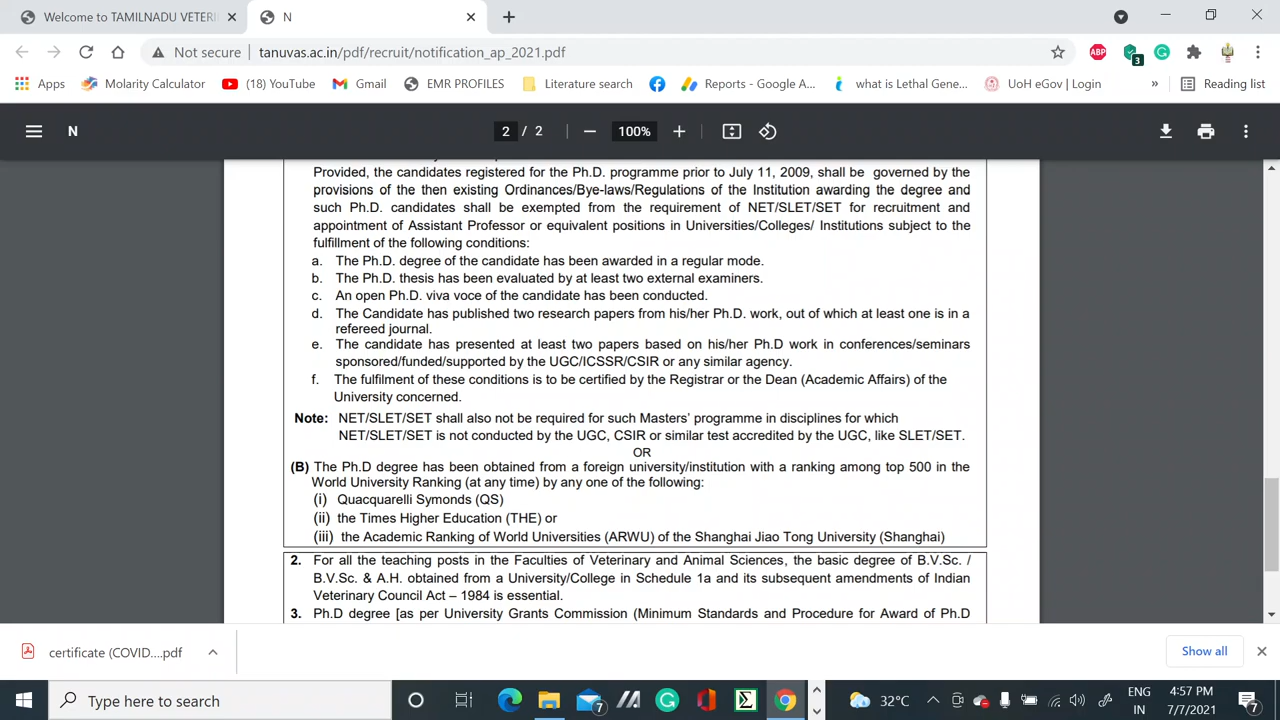 Welcome to TAMILNADU VETERI
N
Not secure
tanuvas.ac.in/pdf/recruit/notification_ap_2021.pdf
ABP
3
Apps
Molarity Calculator
(18) YouTube
Gmail
EMR PROFILES
Literature search
Reports - Google A...
what is Lethal Gene...
UoH eGov | Login
»
Reading list
N
2 / 2
100%
Provided, the candidates registered for the Ph.D. programme prior to July 11, 2009, shall be governed by the
provisions of the then existing Ordinances/Bye-laws/Regulations of the Institution awarding the degree and
such Ph.D. candidates shall be exempted from the requirement of NET/SLET/SET for recruitment and
appointment of Assistant Professor or equivalent positions in Universities/Colleges/ Institutions subject to the
fulfillment of the following conditions:
a. The Ph.D. degree of the candidate has been awarded in a regular mode.
b. The Ph.D. thesis has been evaluated by at least two external examiners.
c. An open Ph.D. viva voce of the candidate has been conducted.
d. The Candidate has published two research papers from his/her Ph.D. work, out of which at least one is in a
refereed journal.
e. The candidate has presented at least two papers based on his/her Ph.D work in conferences/seminars
sponsored/funded/supported by the UGC/ICSSR/CSIR or any similar agency.
f. The fulfilment of these conditions is to be certified by the Registrar or the Dean (Academic Affairs) of the
University concerned.
Note: NET/SLET/SET shall also not be required for such Masters' programme in disciplines for which
NET/SLET/SET is not conducted by the UGC, CSIR or similar test accredited by the UGC, like SLET/SET.
OR
(B) The Ph.D degree has been obtained from a foreign university/institution with a ranking among top 500 in the
World University Ranking (at any time) by any one of the following:
(i) Quacquarelli Symonds (QS)
(ii) the Times Higher Education (THE) or
(iii) the Academic Ranking of World Universities (ARWU) of the Shanghai Jiao Tong University (Shanghai)
2. For all the teaching posts in the Faculties of Veterinary and Animal Sciences, the basic degree of B.V.Sc. /
B.V.Sc. & A.H. obtained from a University/College in Schedule 1a and its subsequent amendments of Indian
Veterinary Council Act – 1984 is essential.
3. Ph.D degree [as per University Grants Commission (Minimum Standards and Procedure for Award of Ph.D
certificate (COVID....pdf
Show all
Type here to search
7
32°C
ENG
IN
4:57 PM
7/7/2021
7